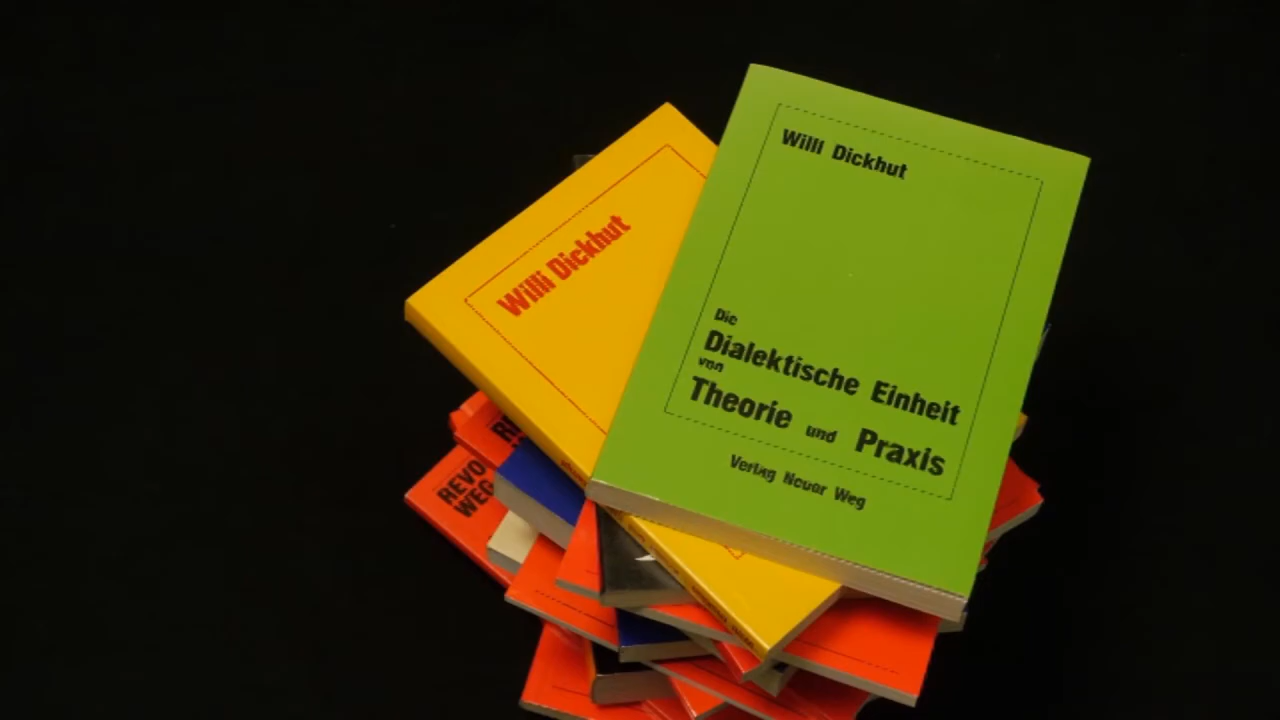 Willi Dickhut
Die
Dialektische Einheit
von
Theorie und Praxis
Verlag Neuer Weg
Willi Dickhut
REVO
WEG